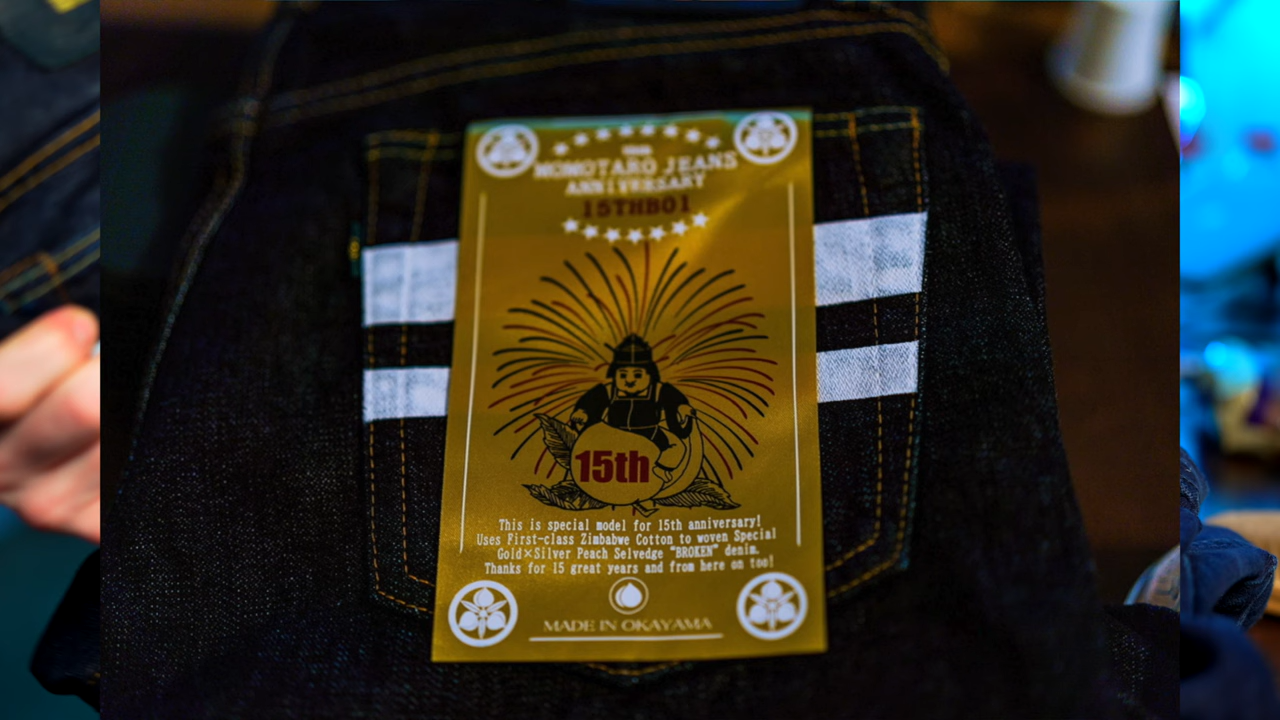 MOMOTARO JEANS
ANNIVERSARY
15THB01
15th
This is special model for 15th anniversary!
Uses First-class Zimbabwe Cotton to woven Special
Gold×Silver Peach Selvedge "BROKEN" denim.
Thanks for 15 great years and from here on too!
MADE IN OKAYAMA